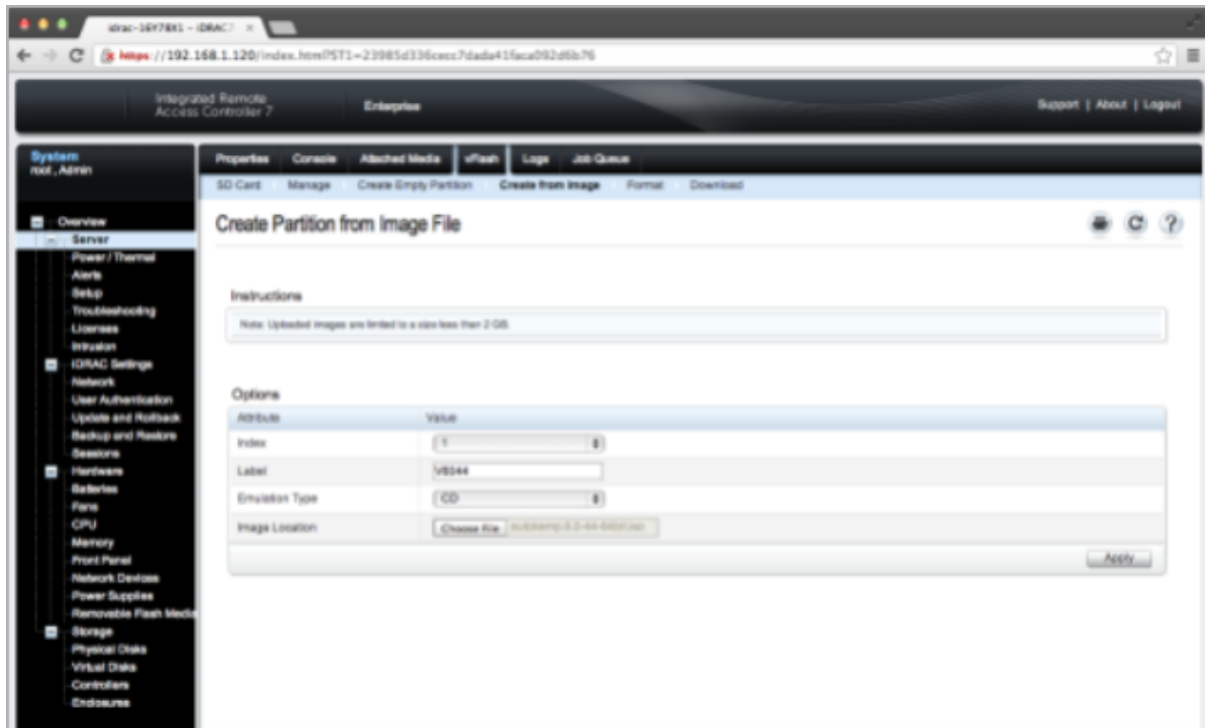 idrac-16Y78X1 - iDRAC7
https://192.168.1.120/index.html?ST1=
Integrated Remote
Access Controller 7
Enterprise
Support | About | Logout
System
root , Admin
Properties Console Attached Media vFlash Logs Job Queue
SD Card Manage Create Empty Partition Create from Image Format Download
Overview
Server
Power / Thermal
Alerts
Setup
Troubleshooting
Licenses
Intrusion
iDRAC Settings
Network
User Authentication
Update and Rollback
Backup and Restore
Sessions
Hardware
Batteries
Fans
CPU
Memory
Front Panel
Network Devices
Power Supplies
Removable Flash Media
Storage
Physical Disks
Virtual Disks
Controllers
Enclosures
Create Partition from Image File
?
Instructions
Note: Uploaded images are limited to a size less than 2 GB.
Options
Attribute Value
Index 1
Label V6044
Emulation Type CD
Image Location Choose File
Apply